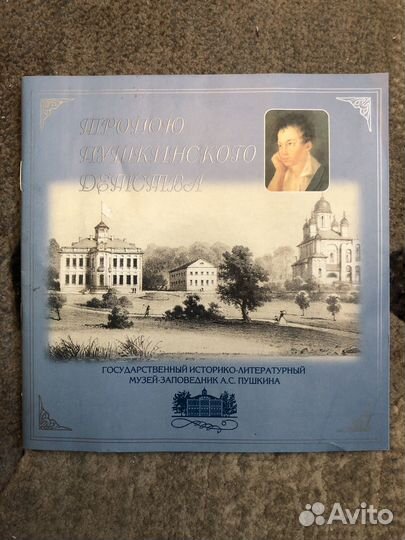 ТРОПОЮ
ПУШКИНСКОГО
ДЕТСТВА
ГОСУДАРСТВЕННЫЙ ИСТОРИКО-ЛИТЕРАТУРНЫЙ
МУЗЕЙ-ЗАПОВЕДНИК А.С. ПУШКИНА
Avito